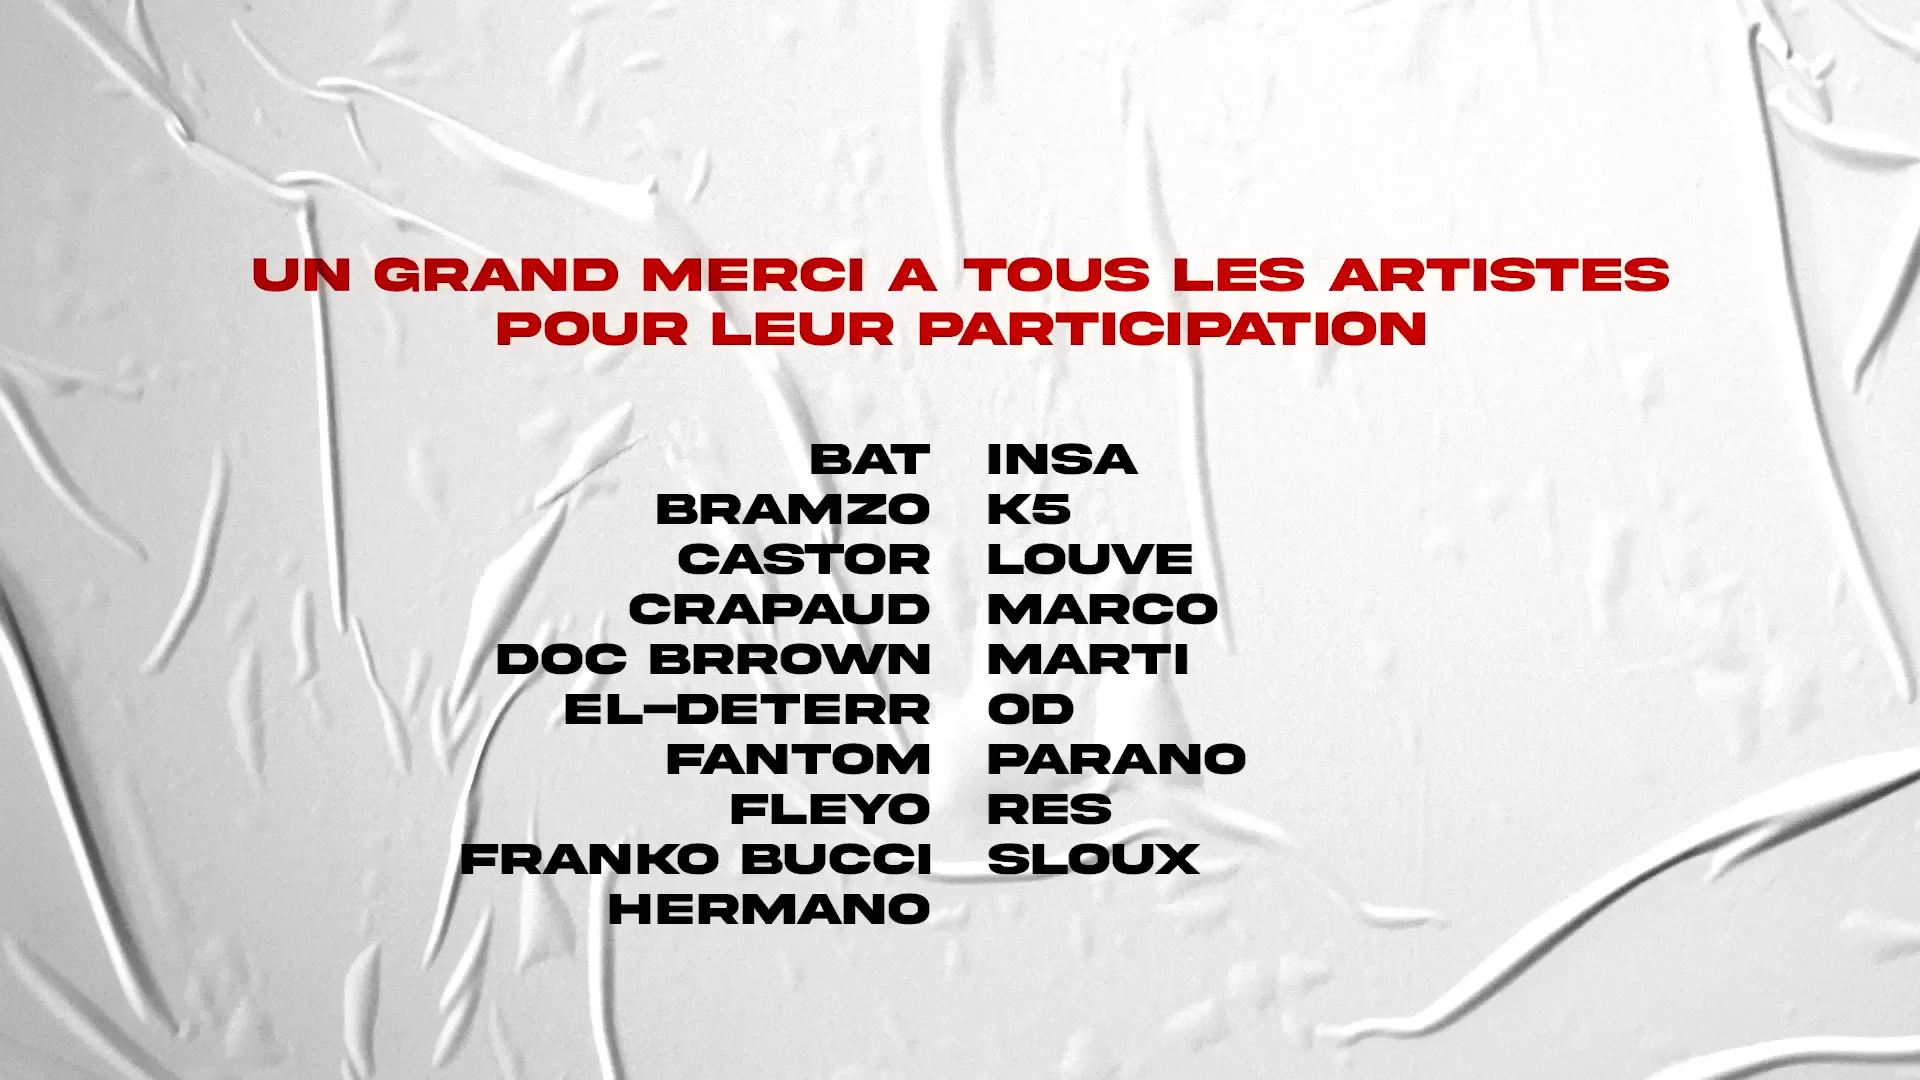 UN GRAND MERCI A TOUS LES ARTISTES
POUR LEUR PARTICIPATION
BAT
BRAMZO
CASTOR
CRAPAUD
DOC BRROWN
EL-DETERR
FANTOM
FLEYO
FRANKO BUCCI
HERMANO
INSA
K5
LOUVE
MARCO
MARTI
OD
PARANO
RES
SLOUX